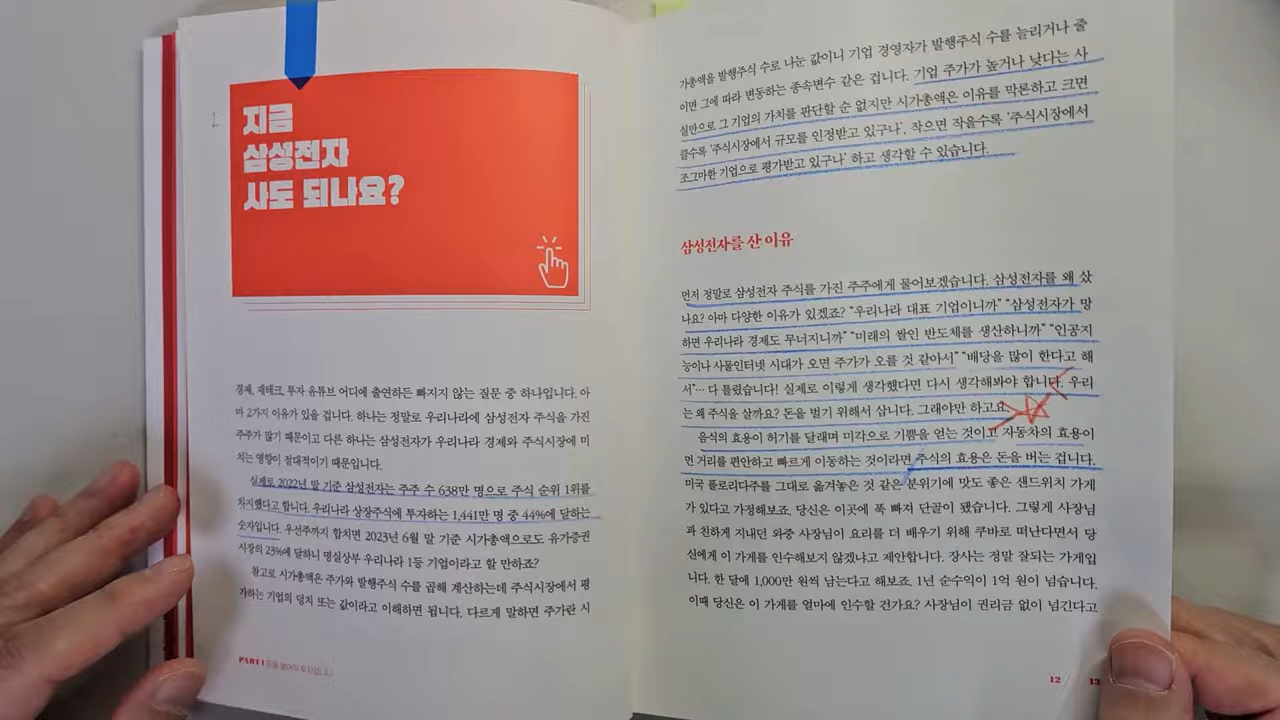 지금
삼성전자
사도 되나요?
경제, 재테크, 투자 유튜브 어디에 출연하든 빠지지 않는 질문 중 하나입니다. 아
마 2가지 이유가 있을 겁니다. 하나는 정말로 우리나라에 삼성전자 주식을 가진
주주가 많기 때문이고 다른 하나는 삼성전자가 우리나라 경제와 주식시장에 미
치는 영향이 절대적이기 때문입니다.
실제로 2022년 말 기준 삼성전자는 주주 수 638만 명으로 주식 순위 1위를
차지했다고 합니다. 우리나라 상장주식에 투자하는 1,441만 명 중 44%에 달하는
숫자입니다. 우선주까지 합치면 2023년 6월 말 기준 시가총액으로도 유가증권
시장의 23%에 달하니 명실상부 우리나라 1등 기업이라고 할 만하죠?
참고로 시가총액은 주가와 발행주식 수를 곱해 계산하는데 주식시장에서 평
가하는 기업의 덩치 또는 값이라고 이해하면 됩니다. 다르게 말하면 주가란 시
PART 1
가총액을 발행주식 수로 나눈 값이니 기업 경영자가 발행주식 수를 늘리거나 줄
이면 그에 따라 변동하는 종속변수 같은 겁니다. 기업 주가가 높거나 낮다는 사
실만으로 그 기업의 가치를 판단할 순 없지만 시가총액은 이유를 막론하고 크면
클수록 '주식시장에서 규모를 인정받고 있구나', 작으면 작을수록 '주식시장에서
조그마한 기업으로 평가받고 있구나' 하고 생각할 수 있습니다.
삼성전자를 산 이유
먼저 정말로 삼성전자 주식을 가진 주주에게 물어보겠습니다. 삼성전자를 왜 샀
나요? 아마 다양한 이유가 있겠죠? "우리나라 대표 기업이니까" "삼성전자가 망
하면 우리나라 경제도 무너지니까" "미래의 쌀인 반도체를 생산하니까" "인공지
능이나 사물인터넷 시대가 오면 주가가 오를 것 같아서" "배당을 많이 한다고 해
서"… 다 틀렸습니다! 실제로 이렇게 생각했다면 다시 생각해봐야 합니다. 우리
는 왜 주식을 살까요? 돈을 벌기 위해서 삽니다. 그래야만 하고요.
음식의 효용이 허기를 달래며 미각으로 기쁨을 얻는 것이고 자동차의 효용이
먼 거리를 편안하고 빠르게 이동하는 것이라면 주식의 효용은 돈을 버는 겁니다.
미국 플로리다주를 그대로 옮겨놓은 것 같은 분위기에 맛도 좋은 샌드위치 가게
가 있다고 가정해보죠. 당신은 이곳에 푹 빠져 단골이 됐습니다. 그렇게 사장님
과 친하게 지내던 와중 사장님이 요리를 더 배우기 위해 쿠바로 떠난다면서 당
신에게 이 가게를 인수해보지 않겠냐고 제안합니다. 장사는 정말 잘되는 가게입
니다. 한 달에 1,000만 원씩 남는다고 해보죠. 1년 순수익이 1억 원이 넘습니다.
이때 당신은 이 가게를 얼마에 인수할 건가요? 사장님이 권리금 없이 넘긴다고
12 / 13